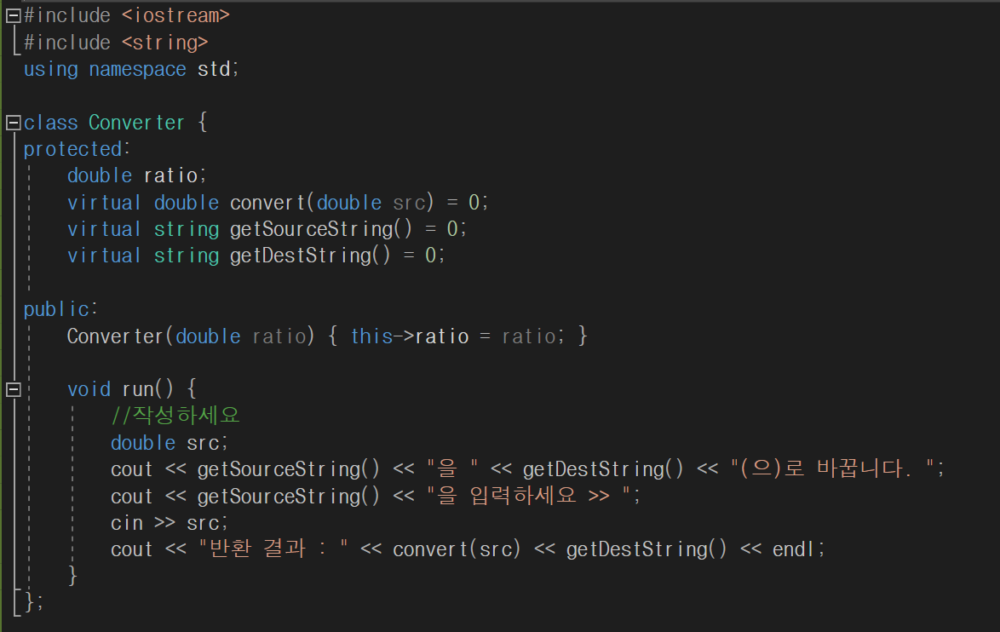 #include <iostream>
#include <string>
using namespace std;
class Converter {
protected:
double ratio;
virtual double convert(double src) = 0;
virtual string getSourceString() = 0;
virtual string getDestString() = 0;
public:
Converter(double ratio) { this->ratio = ratio; }
void run() {
//작성하세요
double src;
cout << getSourceString() << "을 " << getDestString() << "(으)로 바꿉니다. ";
cout << getSourceString() << "을 입력하세요 >> ";
cin >> src;
cout << "반환 결과 : " << convert(src) << getDestString() << endl;
}
};